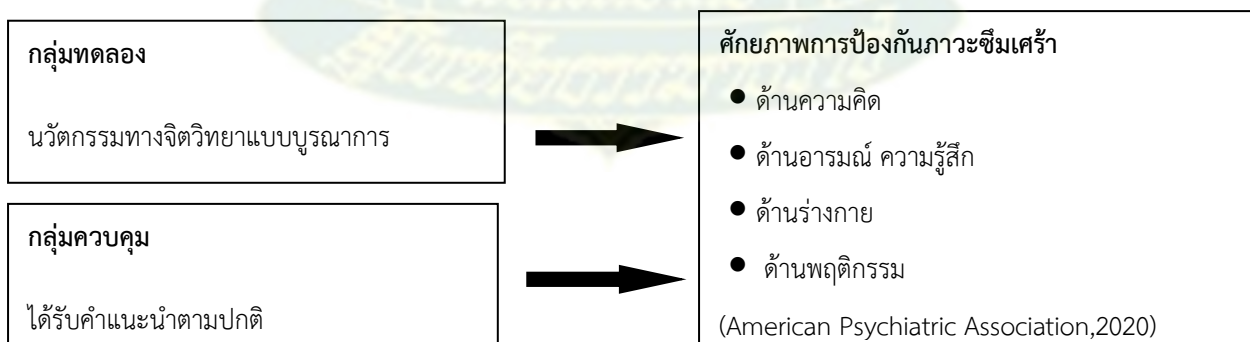 กลุ่มทดลอง
นวัตกรรมทางจิตวิทยาแบบบูรณาการ
กลุ่มควบคุม
ได้รับคำแนะนำตามปกติ
ศักยภาพการป้องกันภาวะซึมเศร้า
● ด้านความคิด
● ด้านอารมณ์ ความรู้สึก
● ด้านร่างกาย
● ด้านพฤติกรรม
(American Psychiatric Association,2020)